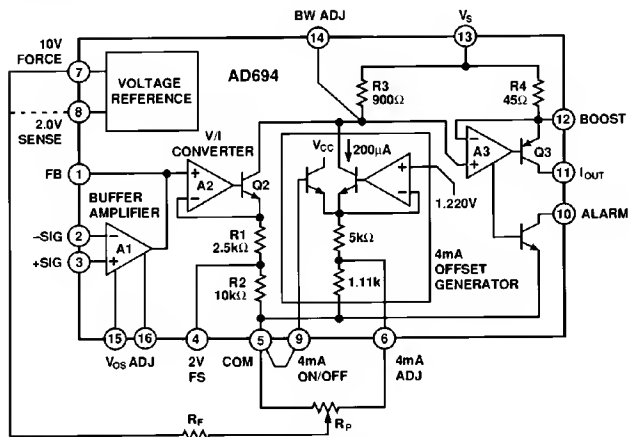 BW ADJ
VS
14
13
10V
FORCE
7
VOLTAGE
REFERENCE
8
2.0V
SENSE
AD694
R3
900Ω
R4
45Ω
12
BOOST
V/I
CONVERTER
VCC
200μA
A3
Q3
11
IOUT
FB
1
A2
Q2
1.220V
10
ALARM
BUFFER
AMPLIFIER
–SIG
2
A1
+SIG
3
R1
2.5kΩ
R2
10kΩ
5kΩ
1.11k
4mA
OFFSET
GENERATOR
15
16
4
5
9
6
VOS ADJ
2V
FS
COM
4mA
ON/OFF
4mA
ADJ
RF
RP